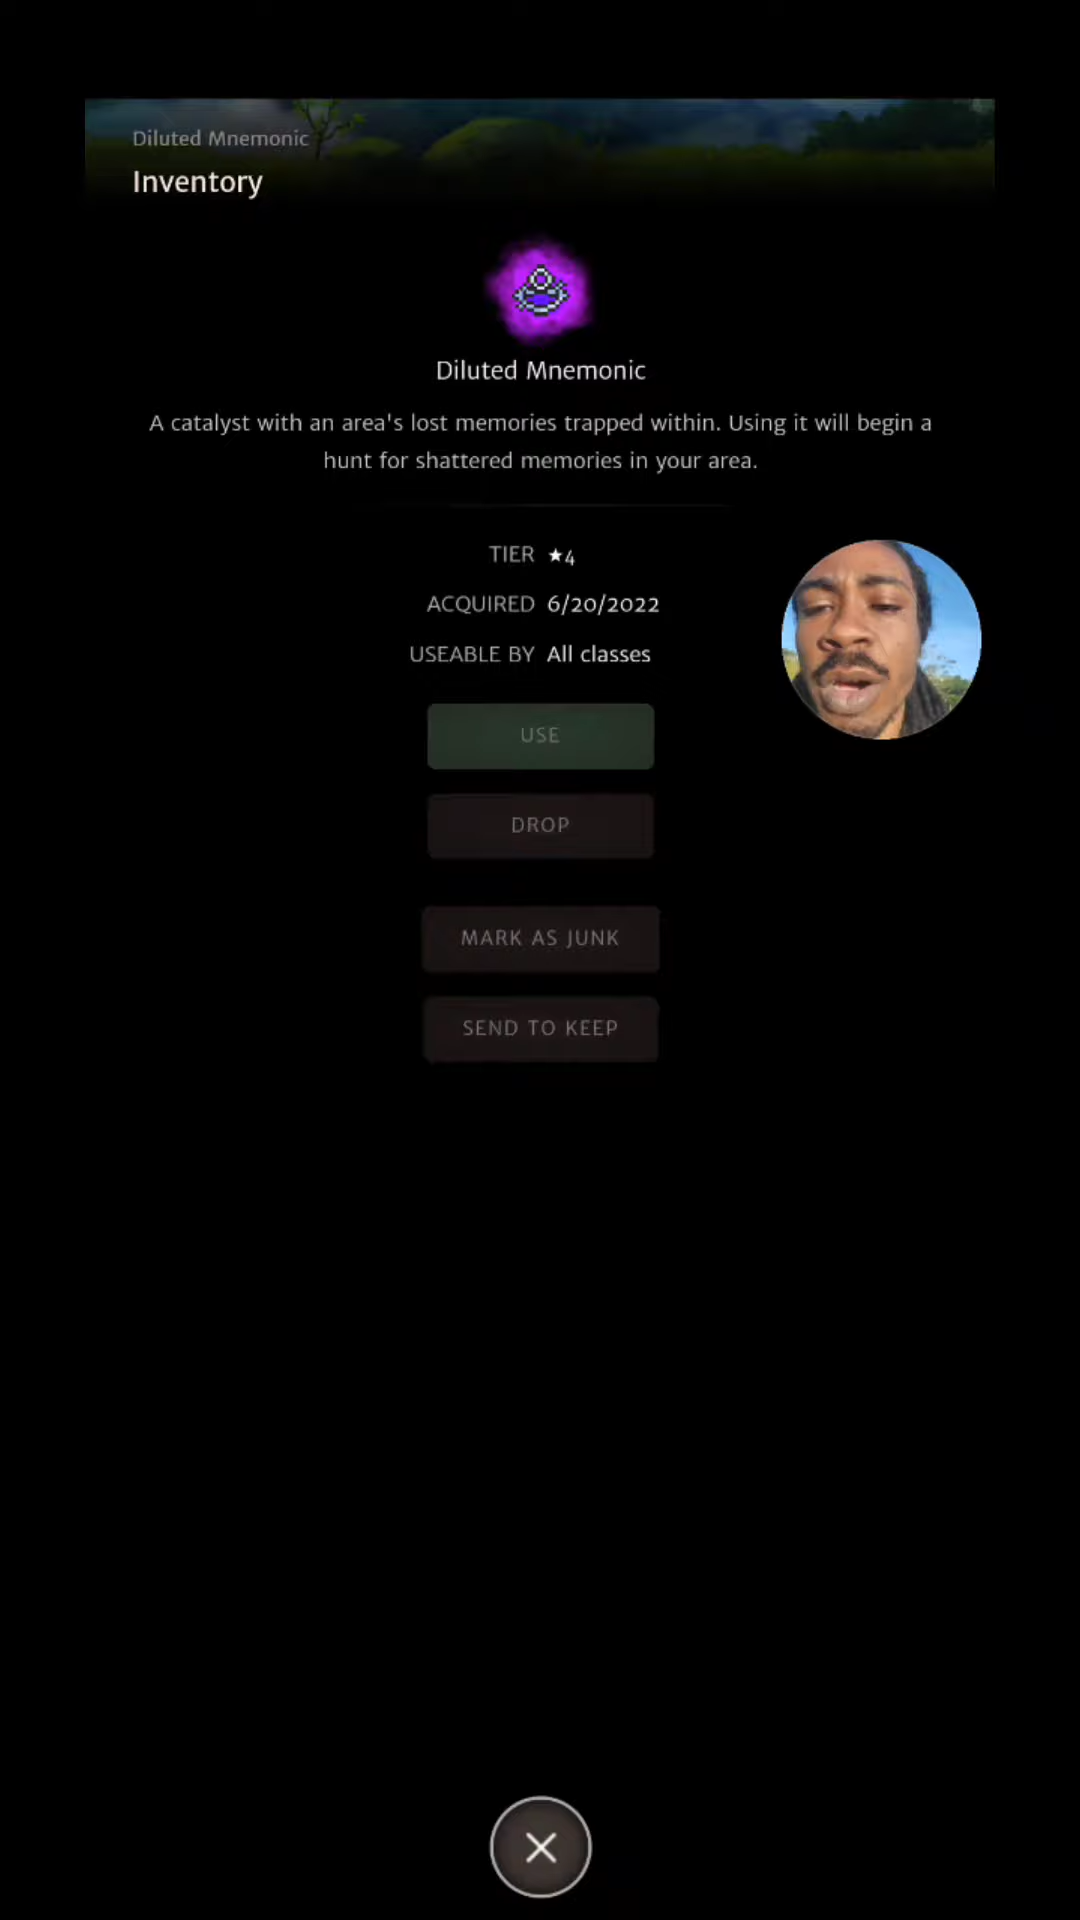 Diluted Mnemonic
Inventory
Diluted Mnemonic
A catalyst with an area's lost memories trapped within. Using it will begin a
hunt for shattered memories in your area.
TIER ★4
ACQUIRED 6/20/2022
USEABLE BY All classes
USE
DROP
MARK AS JUNK
SEND TO KEEP